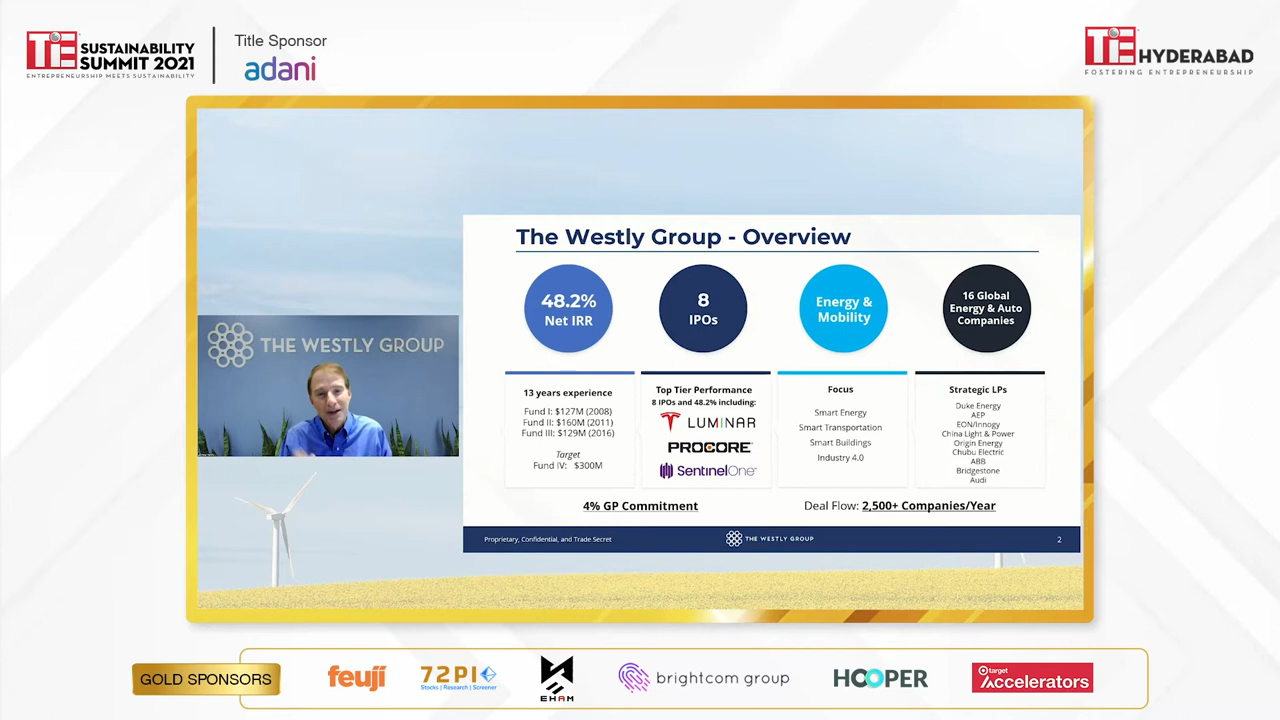 TiE SUSTAINABILITY
SUMMIT 2021
ENTREPRENEURSHIP MEETS SUSTAINABILITY
Title Sponsor
adani
TiE HYDERABAD
FOSTERING ENTREPRENEURSHIP
THE WESTLY GROUP
The Westly Group - Overview
48.2%
Net IRR
8
IPOs
Energy &
Mobility
16 Global
Energy & Auto
Companies
13 years experience
Fund I: $127M (2008)
Fund II: $160M (2011)
Fund III: $129M (2016)
Target
Fund IV: $300M
Top Tier Performance
8 IPOs and 48.2% including:
LUMINAR
PROCORE
SentinelOne
Focus
Smart Energy
Smart Transportation
Smart Buildings
Industry 4.0
Strategic LPs
Duke Energy
AEP
EON/Innogy
China Light & Power
Origin Energy
Chubu Electric
ABB
Bridgestone
Audi
4% GP Commitment
Deal Flow: 2,500+ Companies/Year
Proprietary, Confidential, and Trade Secret
THE WESTLY GROUP
2
GOLD SPONSORS
feuji
72PI
Stocks | Research | Screener
EHAM
brightcom group
HOOPER
target
Accelerators